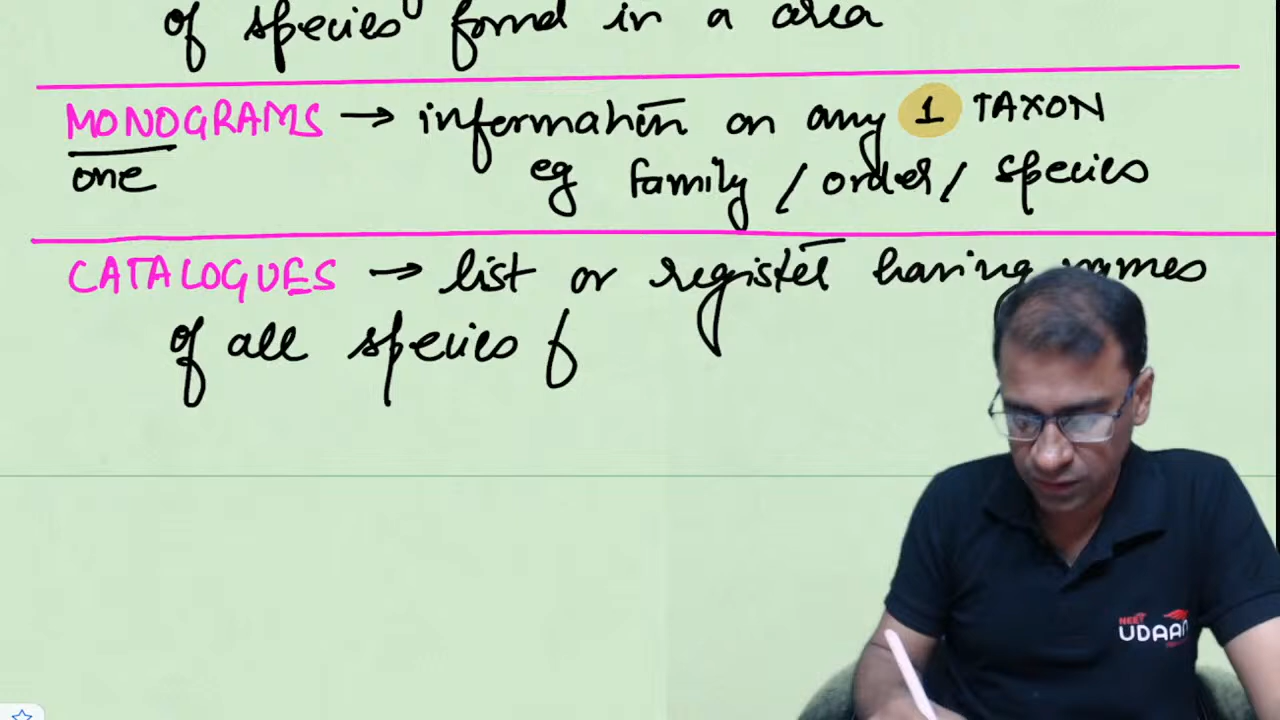 of species found in a area
MONOGRAMS → information on any 1 TAXON
one
eg family / order / species
CATALOGUES → list or register having names
of all species f
NEET
UDAAN